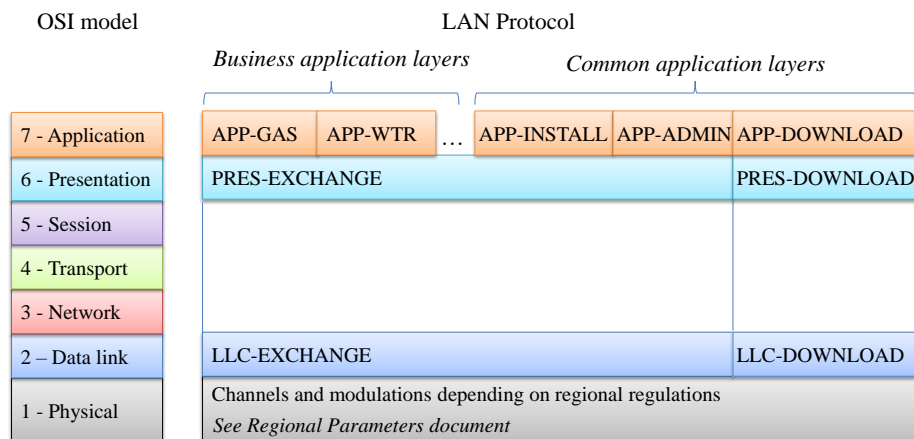 OSI model
LAN Protocol
Business application layers
Common application layers
7 - Application
APP-GAS
APP-WTR
…
APP-INSTALL
APP-ADMIN
APP-DOWNLOAD
6 - Presentation
PRES-EXCHANGE
PRES-DOWNLOAD
5 - Session
4 - Transport
3 - Network
2 – Data link
LLC-EXCHANGE
LLC-DOWNLOAD
1 - Physical
Channels and modulations depending on regional regulations
See Regional Parameters document